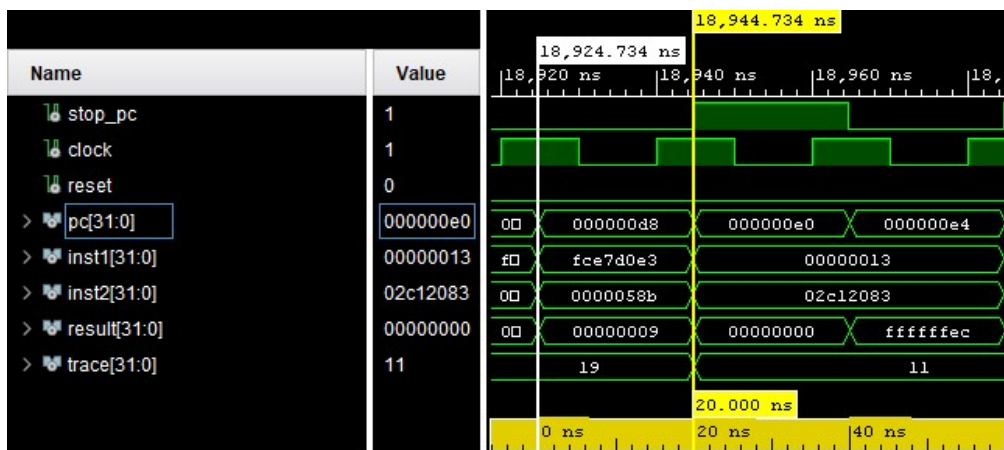 18,944.734 ns
18,924.734 ns
Name Value 18,920 ns 18,940 ns 18,960 ns 18,
stop_pc 1
clock 1
reset 0
pc[31:0] 000000e0 00 000000d8 000000e0 000000e4
inst1[31:0] 00000013 f0 fce7d0e3 00000013
inst2[31:0] 02c12083 00 0000058b 02c12083
result[31:0] 00000000 00 00000009 00000000 ffffffec
trace[31:0] 11 19 11
20.000 ns
0 ns 20 ns 40 ns